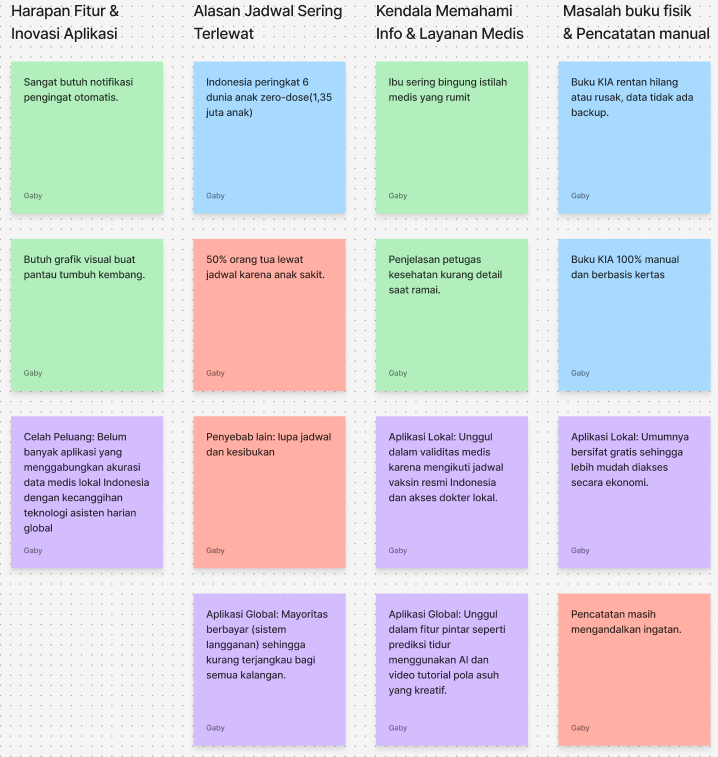 Harapan Fitur &
Inovasi Aplikasi
Sangat butuh notifikasi
pengingat otomatis.
Gaby
Butuh grafik visual buat
pantau tumbuh kembang.
Gaby
Celah Peluang: Belum
banyak aplikasi yang
menggabungkan akurasi
data medis lokal Indonesia
dengan kecanggihan
teknologi asisten harian
global
Gaby
Alasan Jadwal Sering
Terlewat
Indonesia peringkat 6
dunia anak zero-dose(1,35
juta anak)
Gaby
50% orang tua lewat
jadwal karena anak sakit.
Gaby
Penyebab lain: lupa jadwal
dan kesibukan
Gaby
Aplikasi Global: Mayoritas
berbayar (sistem
langganan) sehingga
kurang terjangkau bagi
semua kalangan.
Gaby
Kendala Memahami
Info & Layanan Medis
Ibu sering bingung istilah
medis yang rumit
Gaby
Penjelasan petugas
kesehatan kurang detail
saat ramai.
Gaby
Aplikasi Lokal: Unggul
dalam validitas medis
karena mengikuti jadwal
vaksin resmi Indonesia
dan akses dokter lokal.
Gaby
Aplikasi Global: Unggul
dalam fitur pintar seperti
prediksi tidur
menggunakan AI dan
video tutorial pola asuh
yang kreatif.
Gaby
Masalah buku fisik
& Pencatatan manual
Buku KIA rentan hilang
atau rusak, data tidak ada
backup.
Gaby
Buku KIA 100% manual
dan berbasis kertas
Gaby
Aplikasi Lokal: Umumnya
bersifat gratis sehingga
lebih mudah diakses
secara ekonomi.
Gaby
Pencatatan masih
mengandalkan ingatan.
Gaby